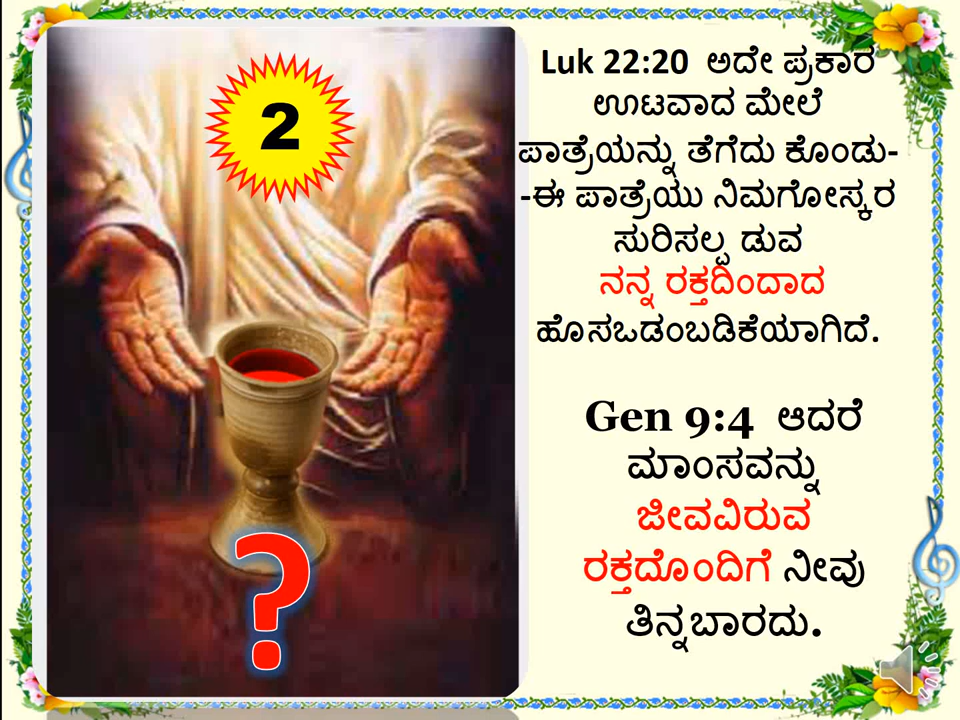 2
Luk 22:20 ಅದೇ ಪ್ರಕಾರ
ಊಟವಾದ ಮೇಲೆ
ಪಾತ್ರೆಯನ್ನು ತೆಗೆದು ಕೊಂಡು-
-ಈ ಪಾತ್ರೆಯು ನಿಮಗೋಸ್ಕರ
ಸುರಿಸಲ್ಪ ಡುವ
ನನ್ನ ರಕ್ತದಿಂದಾದ
ಹೊಸಒಡಂಬಡಿಕೆಯಾಗಿದೆ.
Gen 9:4 ಆದರೆ
ಮಾಂಸವನ್ನು
ಜೀವವಿರುವ
ರಕ್ತದೊಂದಿಗೆ ನೀವು
ತಿನ್ನಬಾರದು.
?